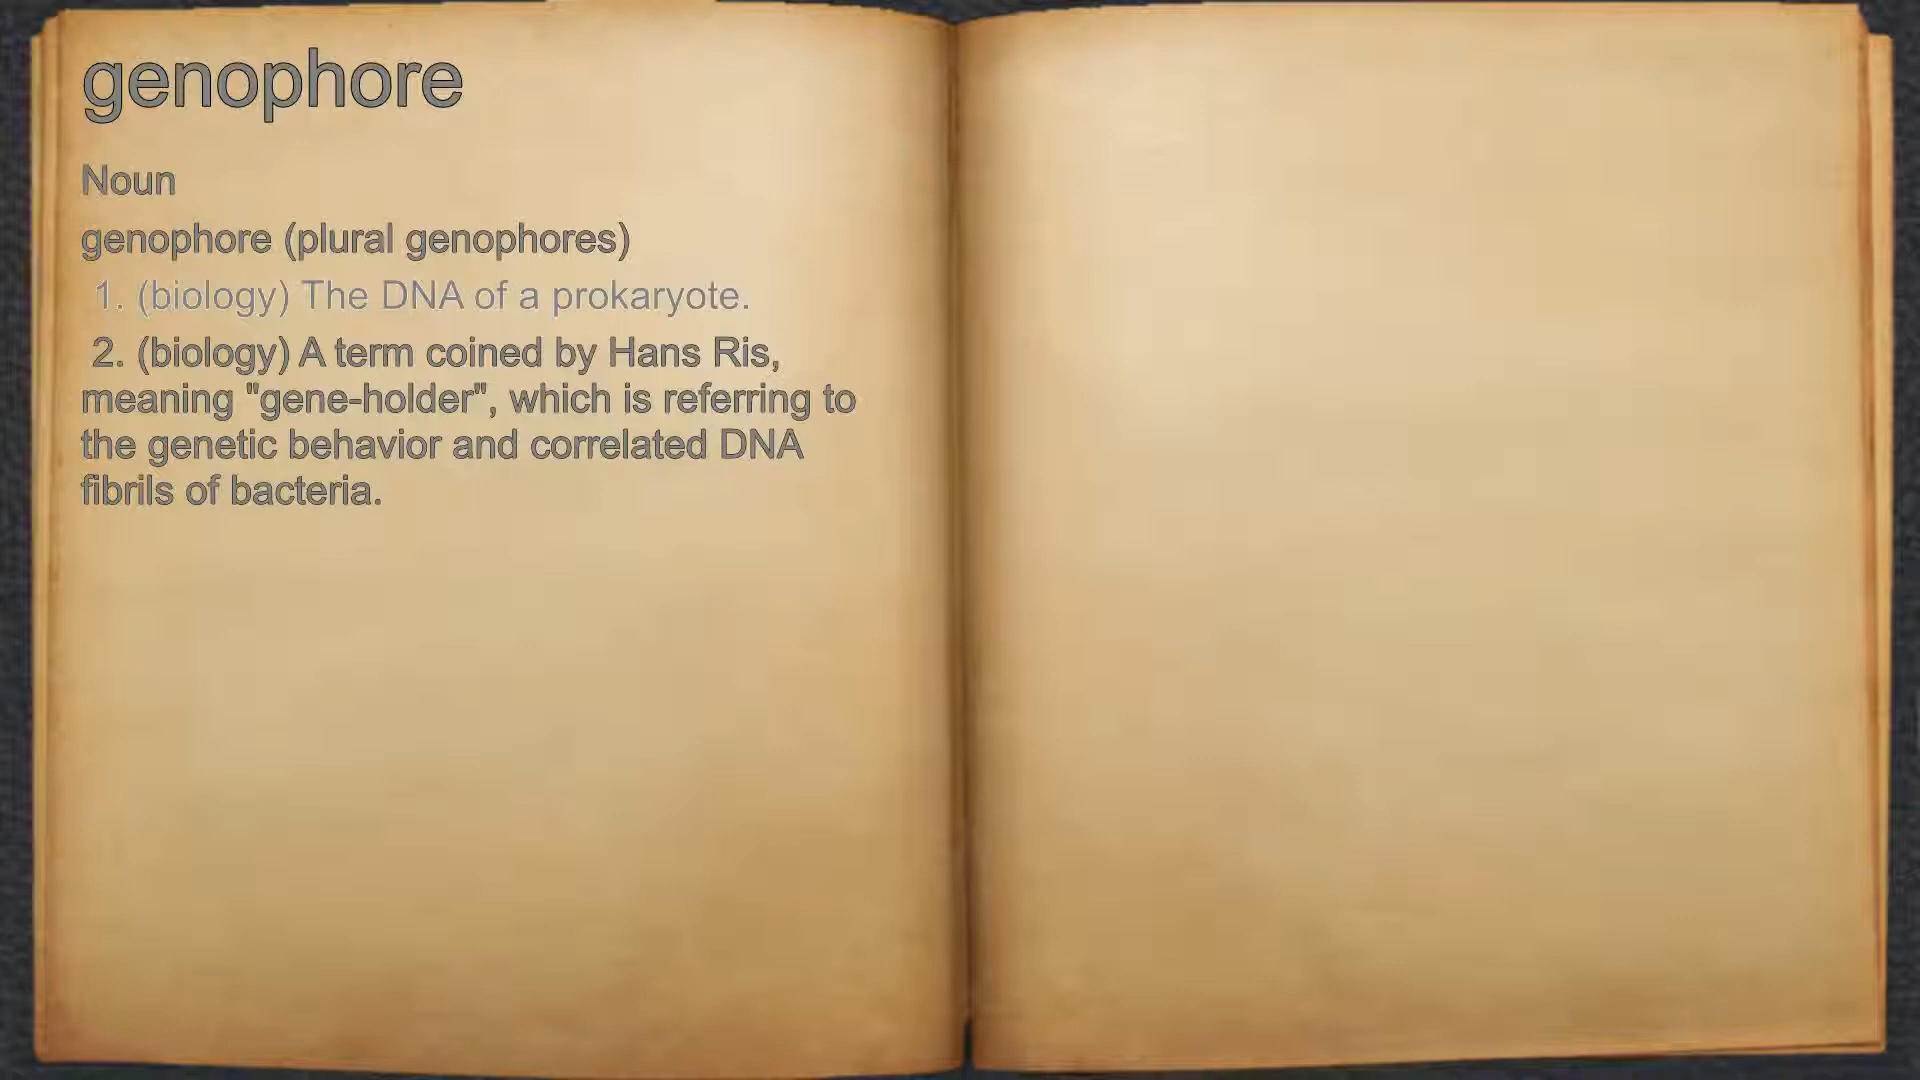 genophore
Noun
genophore (plural genophores)
1. (biology) The DNA of a prokaryote.
2. (biology) A term coined by Hans Ris,
meaning "gene-holder", which is referring to
the genetic behavior and correlated DNA
fibrils of bacteria.